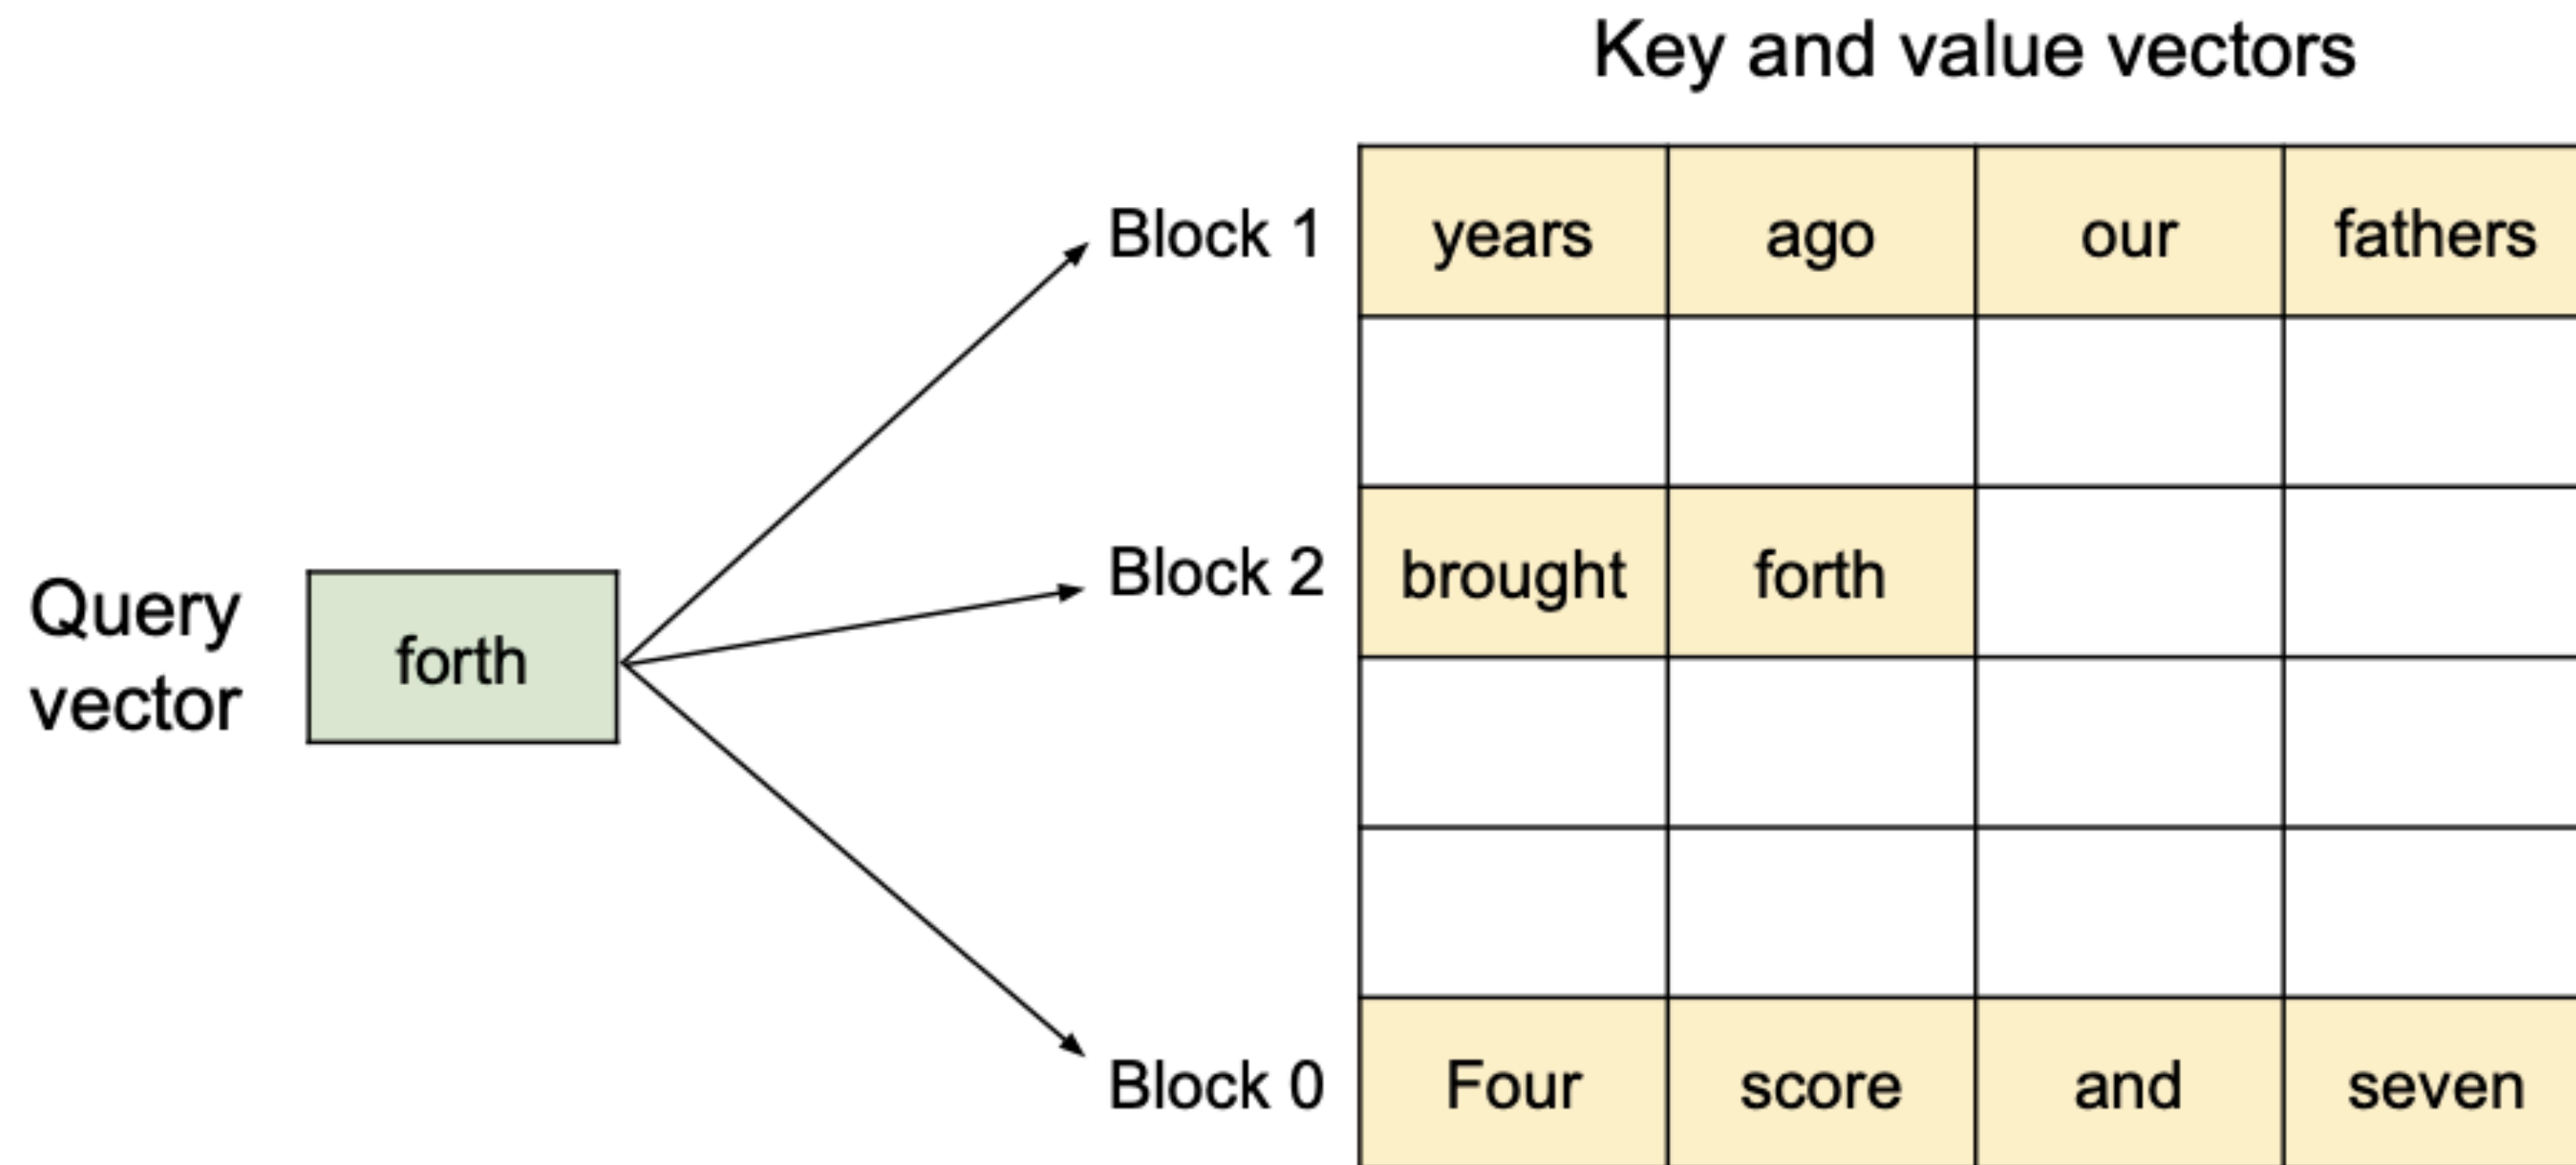 Key and value vectors
Block 1 years ago our fathers
Block 2 brought forth
Query
vector
forth
Block 0 Four score and seven